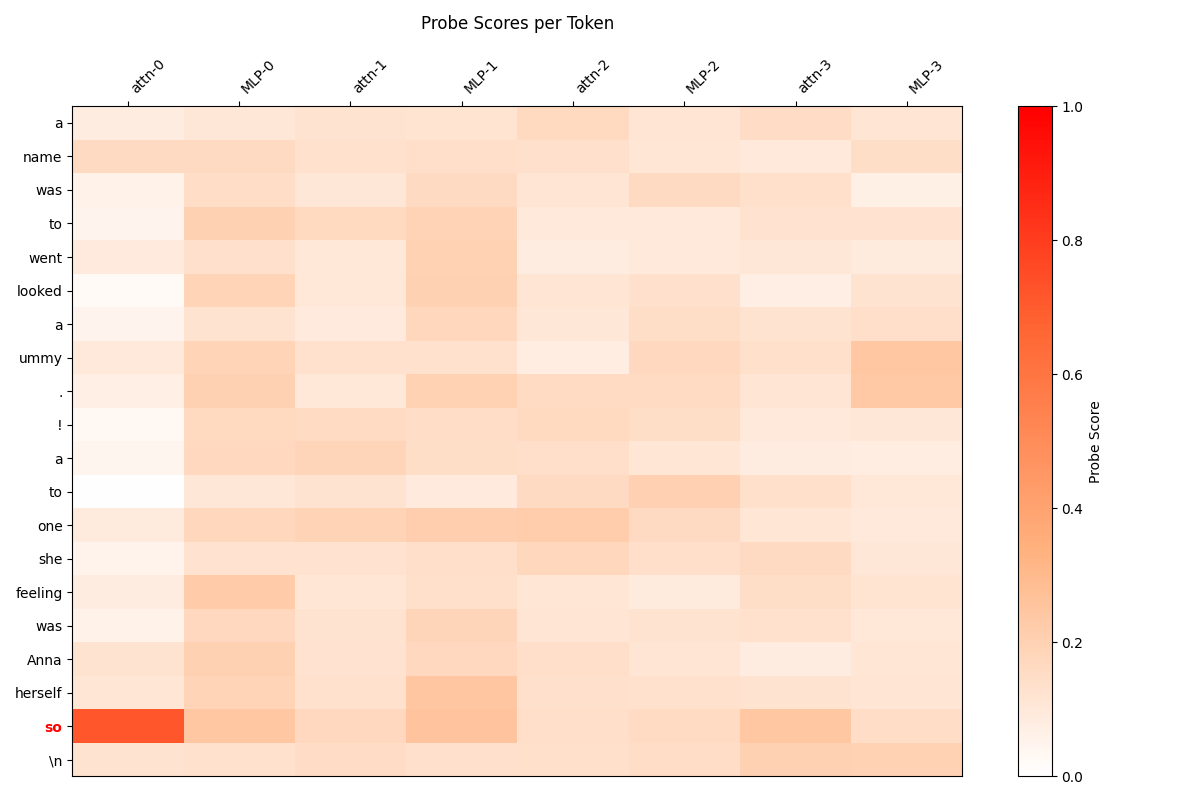 Probe Scores per Token
attn-0 MLP-0 attn-1 MLP-1 attn-2 MLP-2 attn-3 MLP-3
a
name
was
to
went
looked
a
ummy
.
!
a
to
one
she
feeling
was
Anna
herself
so
\n
1.0
0.8
0.6
0.4
0.2
0.0
Probe Score